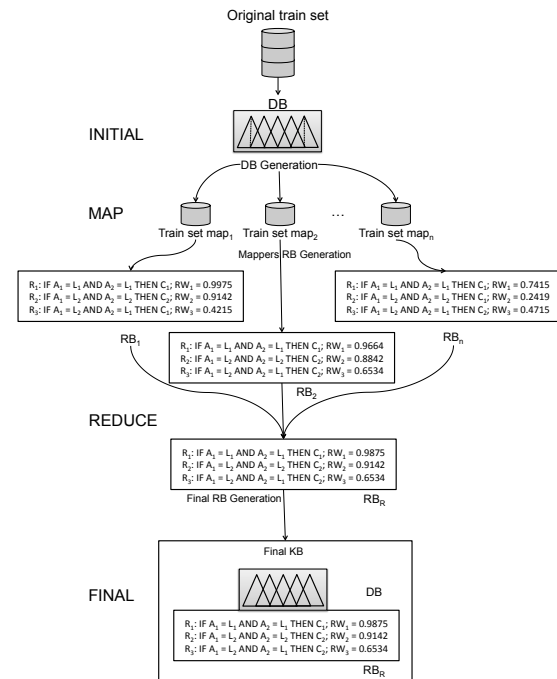 Original train set
DB
INITIAL
DB Generation
MAP
Train set map₁
Train set map₂
...
Train set mapₙ
Mappers RB Generation
R₁: IF A₁ = L₁ AND A₂ = L₁ THEN C₁; RW₁ = 0.9975
R₂: IF A₁ = L₂ AND A₂ = L₂ THEN C₂; RW₂ = 0.9142
R₃: IF A₁ = L₂ AND A₂ = L₁ THEN C₂; RW₃ = 0.4215
RB₁
R₁: IF A₁ = L₁ AND A₂ = L₁ THEN C₁; RW₁ = 0.7415
R₂: IF A₁ = L₂ AND A₂ = L₁ THEN C₁; RW₂ = 0.2419
R₃: IF A₁ = L₂ AND A₂ = L₂ THEN C₂; RW₃ = 0.4715
RBₙ
R₁: IF A₁ = L₁ AND A₂ = L₁ THEN C₁; RW₁ = 0.9664
R₂: IF A₁ = L₂ AND A₂ = L₂ THEN C₂; RW₂ = 0.8842
R₃: IF A₁ = L₂ AND A₂ = L₁ THEN C₂; RW₃ = 0.6534
RB₂
REDUCE
R₁: IF A₁ = L₁ AND A₂ = L₁ THEN C₁; RW₁ = 0.9875
R₂: IF A₁ = L₂ AND A₂ = L₂ THEN C₂; RW₂ = 0.9142
R₃: IF A₁ = L₂ AND A₂ = L₁ THEN C₂; RW₃ = 0.6534
Final RB Generation
RB_R
Final KB
FINAL
DB
R₁: IF A₁ = L₁ AND A₂ = L₁ THEN C₁; RW₁ = 0.9875
R₂: IF A₁ = L₂ AND A₂ = L₂ THEN C₂; RW₂ = 0.9142
R₃: IF A₁ = L₂ AND A₂ = L₁ THEN C₂; RW₃ = 0.6534
RB_R